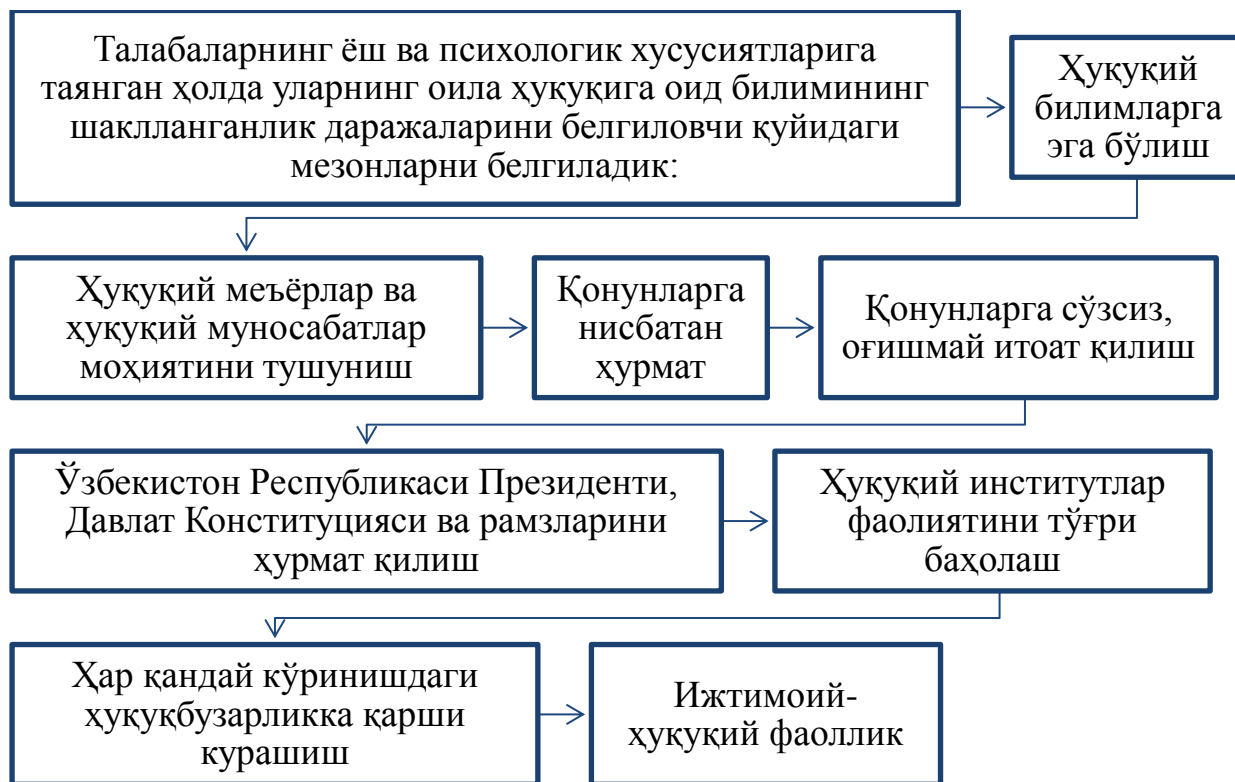 Талабаларнинг ёш ва психологик хусусиятларига
таянган ҳолда уларнинг оила ҳуқуқига оид билимининг
шаклланганлик даражаларини белгиловчи қуйидаги
мезонларни белгиладик:
Ҳуқуқий
билимларга
эга бўлиш
Ҳуқуқий меъёрлар ва
ҳуқуқий муносабатлар
моҳиятини тушуниш
Қонунларга
нисбатан
ҳурмат
Қонунларга сўзсиз,
оғишмай итоат қилиш
Ўзбекистон Республикаси Президенти,
Давлат Конституцияси ва рамзларини
ҳурмат қилиш
Ҳуқуқий институтлар
фаолиятини тўғри
баҳолаш
Ҳар қандай кўринишдаги
ҳуқуқбузарликка қарши
курашиш
Ижтимоий-
ҳуқуқий фаоллик